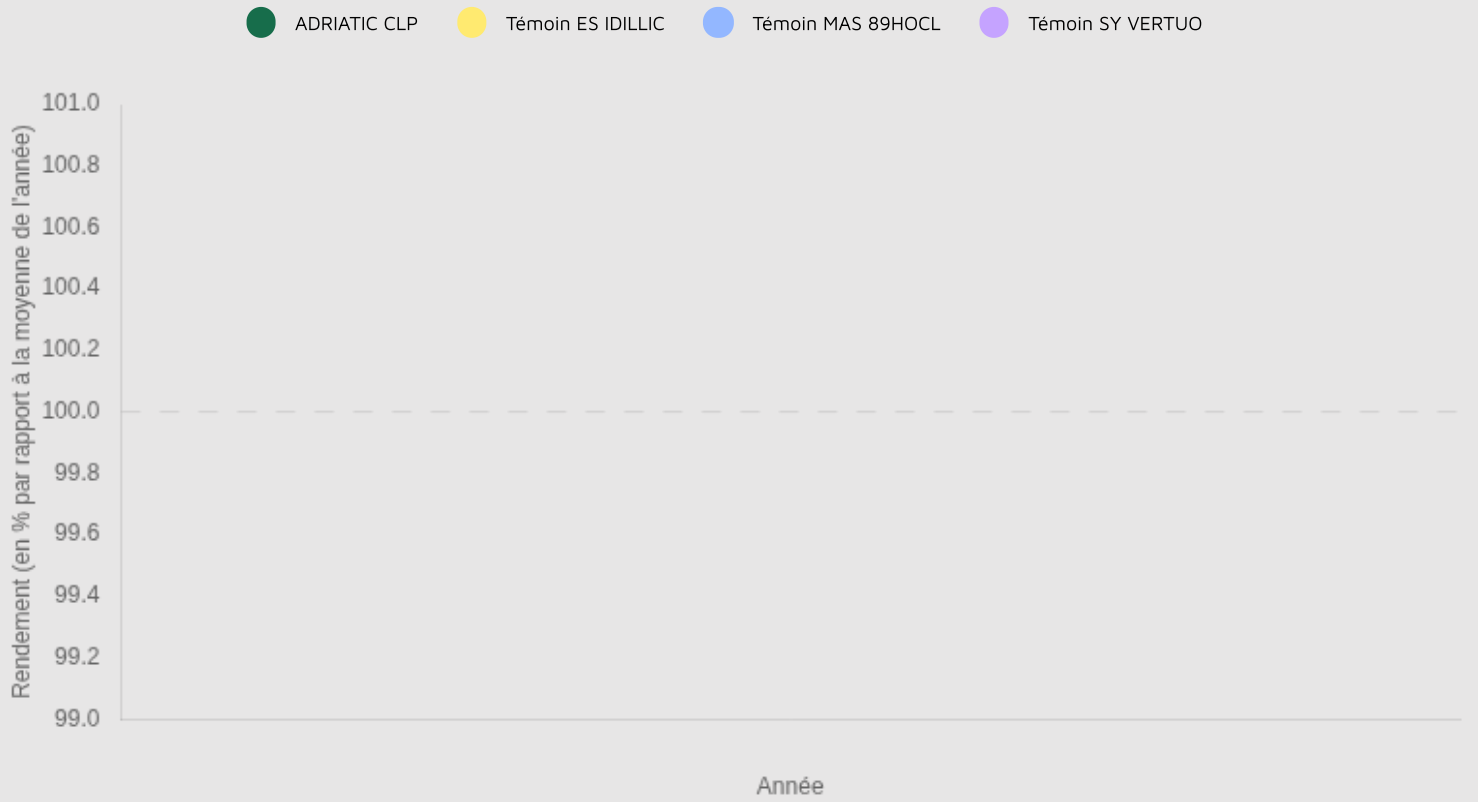 ADRIATIC CLP
Témoin ES IDILLIC
Témoin MAS 89HOCL
Témoin SY VERTUO
Rendement (en % par rapport à la moyenne de l'année)
101.0
100.8
100.6
100.4
100.2
100.0
99.8
99.6
99.4
99.2
99.0
Année